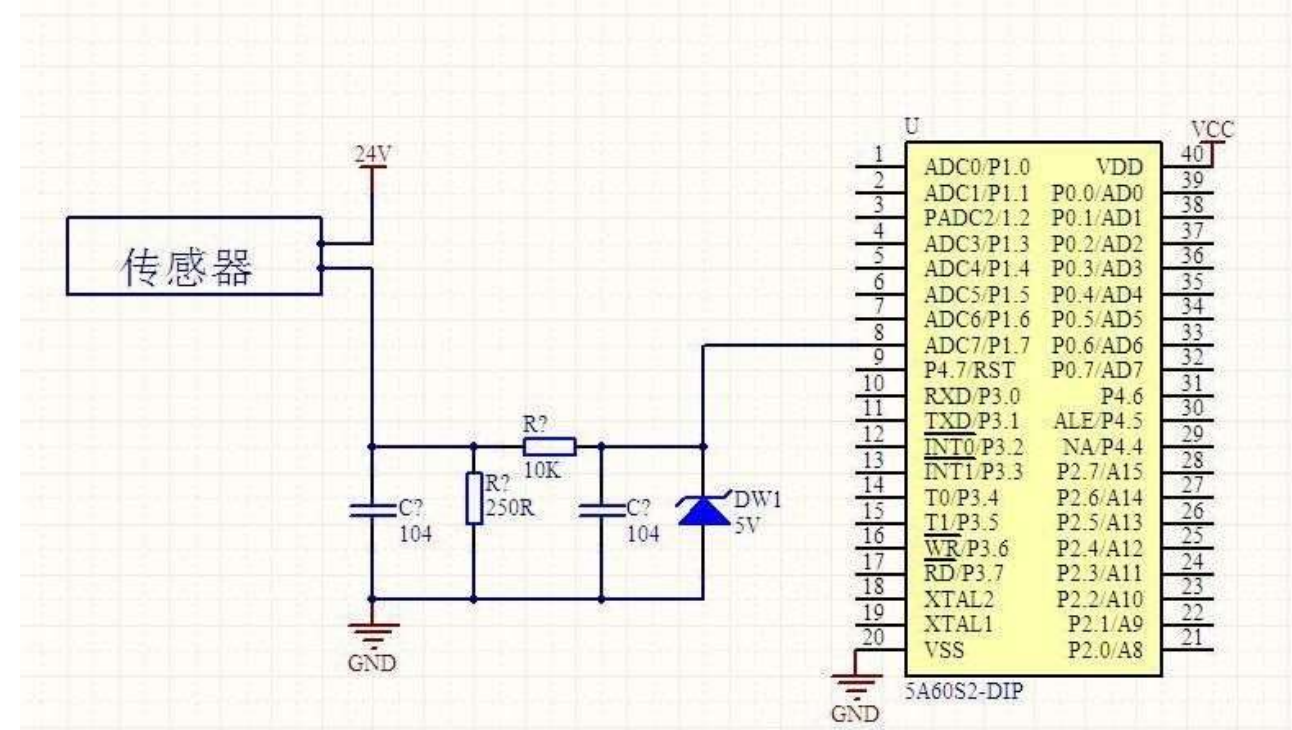 24V
传感器
R?
10K
R?
250R
C?
104
C?
104
DW1
5V
GND
U
VCC
1 ADC0/P1.0 VDD 40
2 ADC1/P1.1 P0.0/AD0 39
3 PADC2/1.2 P0.1/AD1 38
4 ADC3/P1.3 P0.2/AD2 37
5 ADC4/P1.4 P0.3/AD3 36
6 ADC5/P1.5 P0.4/AD4 35
7 ADC6/P1.6 P0.5/AD5 34
8 ADC7/P1.7 P0.6/AD6 33
9 P4.7/RST P0.7/AD7 32
10 RXD/P3.0 P4.6 31
11 TXD/P3.1 ALE/P4.5 30
12 INT0/P3.2 NA/P4.4 29
13 INT1/P3.3 P2.7/A15 28
14 T0/P3.4 P2.6/A14 27
15 T1/P3.5 P2.5/A13 26
16 WR/P3.6 P2.4/A12 25
17 RD/P3.7 P2.3/A11 24
18 XTAL2 P2.2/A10 23
19 XTAL1 P2.1/A9 22
20 VSS P2.0/A8 21
5A60S2-DIP
GND